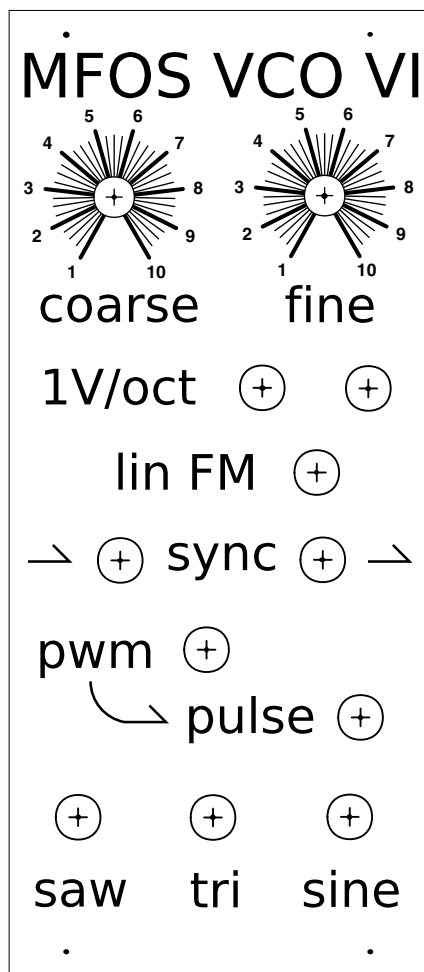 MFOS VCO VI
1 2 3 4 5 6 7 8 9 10
1 2 3 4 5 6 7 8 9 10
coarse fine
1V/oct
lin FM
sync
pwm
pulse
saw tri sine